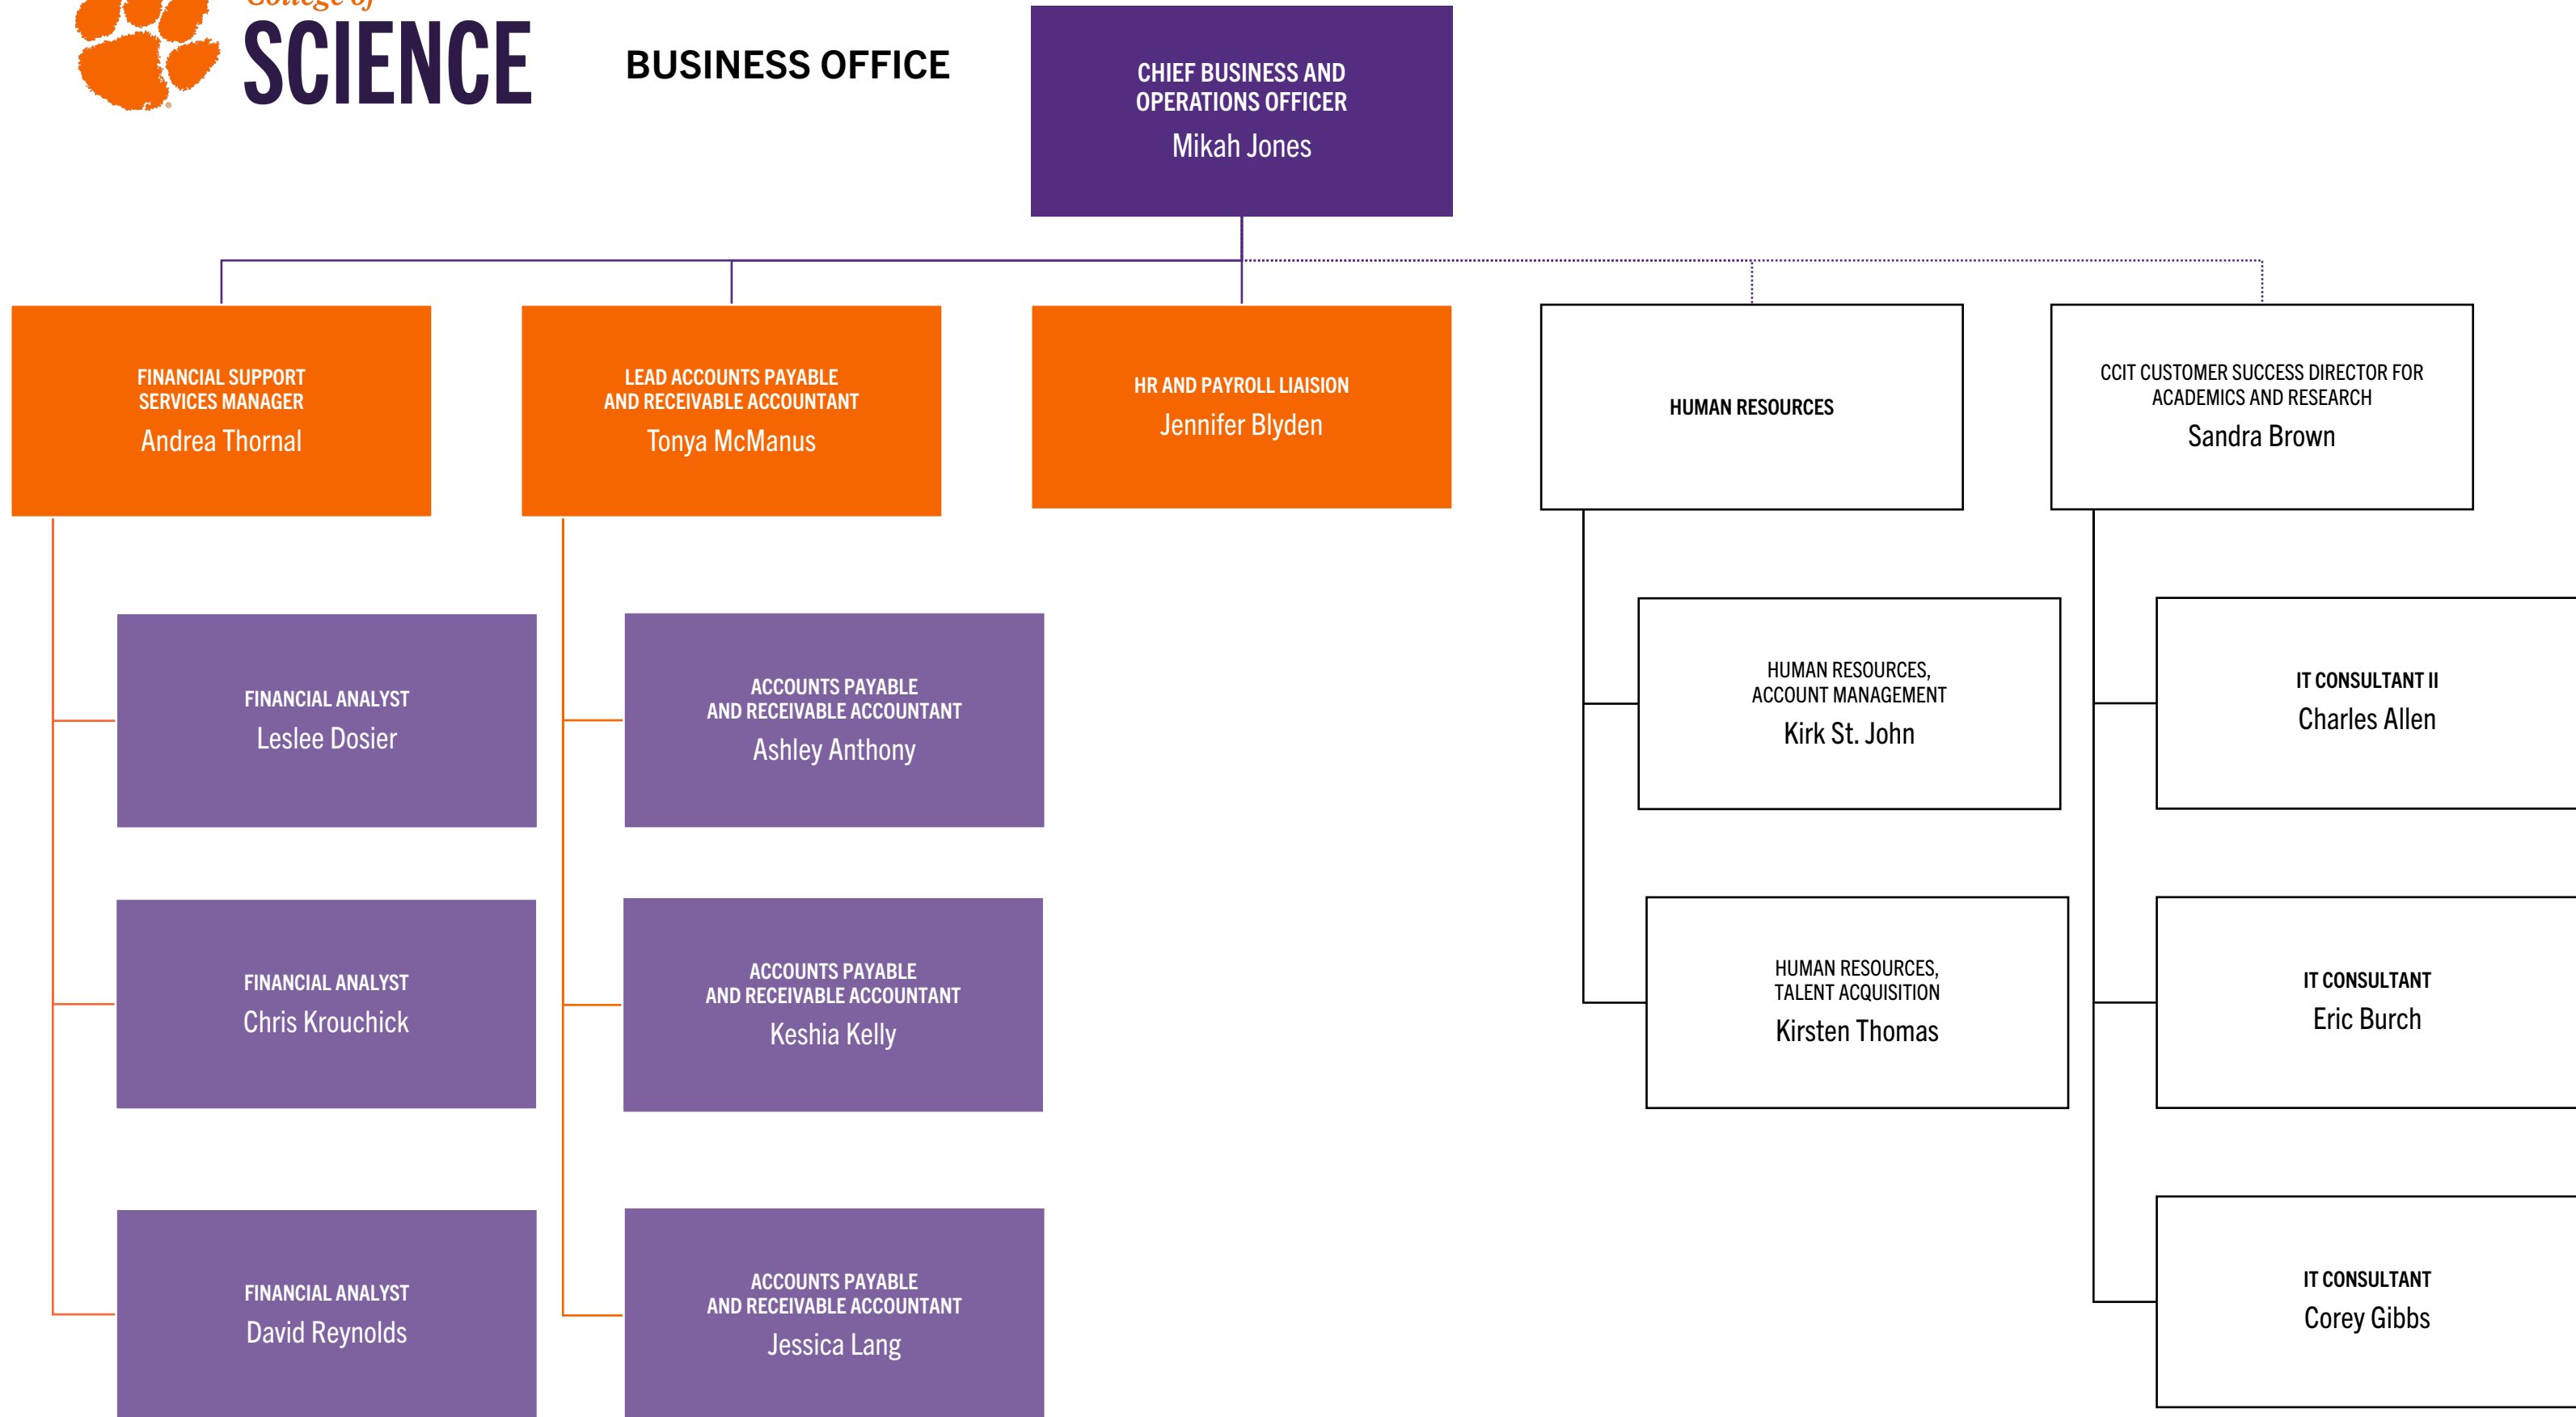 College of
SCIENCE
®
BUSINESS OFFICE
CHIEF BUSINESS AND
OPERATIONS OFFICER
Mikah Jones
FINANCIAL SUPPORT
SERVICES MANAGER
Andrea Thornal
LEAD ACCOUNTS PAYABLE
AND RECEIVABLE ACCOUNTANT
Tonya McManus
HR AND PAYROLL LIAISION
Jennifer Blyden
HUMAN RESOURCES
CCIT CUSTOMER SUCCESS DIRECTOR FOR
ACADEMICS AND RESEARCH
Sandra Brown
FINANCIAL ANALYST
Leslee Dosier
ACCOUNTS PAYABLE
AND RECEIVABLE ACCOUNTANT
Ashley Anthony
HUMAN RESOURCES,
ACCOUNT MANAGEMENT
Kirk St. John
IT CONSULTANT II
Charles Allen
FINANCIAL ANALYST
Chris Krouchick
ACCOUNTS PAYABLE
AND RECEIVABLE ACCOUNTANT
Keshia Kelly
HUMAN RESOURCES,
TALENT ACQUISITION
Kirsten Thomas
IT CONSULTANT
Eric Burch
FINANCIAL ANALYST
David Reynolds
ACCOUNTS PAYABLE
AND RECEIVABLE ACCOUNTANT
Jessica Lang
IT CONSULTANT
Corey Gibbs